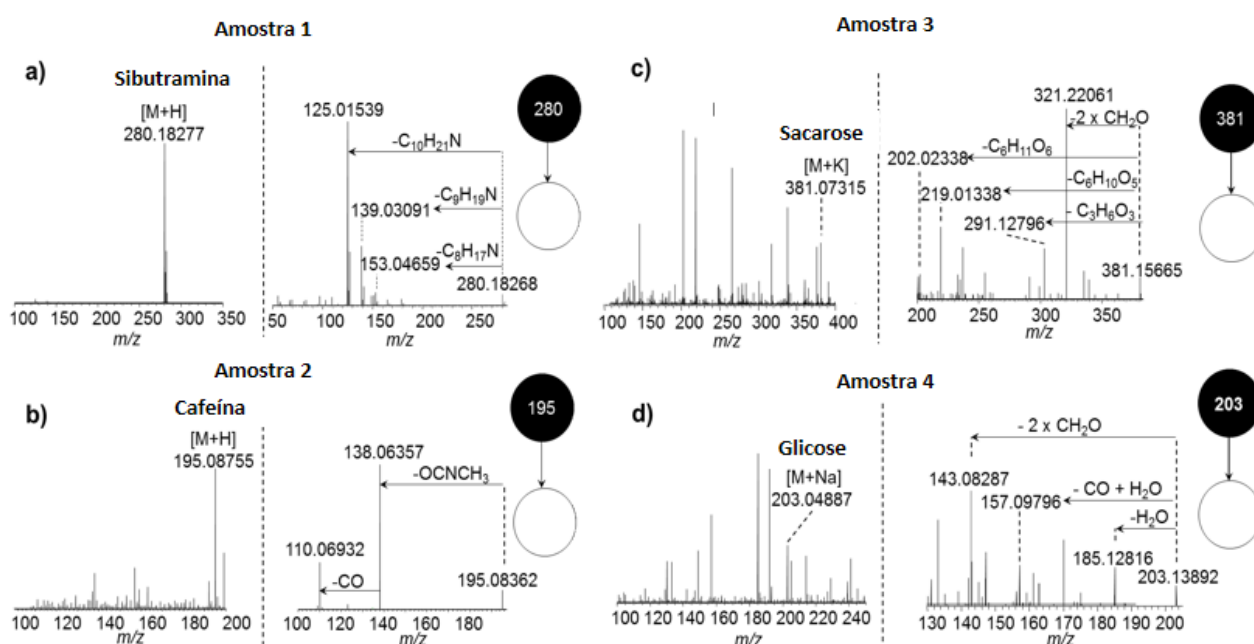 Amostra 1
a)
Sibutramina
[M+H]
280.18277
100 150 200 250 300 350
m/z
125.01539
-C₁₀H₂₁N
-C₉H₁₉N
139.03091
-C₈H₁₇N
153.04659
280.18268
50 100 150 200 250
m/z
280
Amostra 2
b)
Cafeína
[M+H]
195.08755
100 120 140 160 180 200
m/z
138.06357
-OCNCH₃
110.06932
-CO
195.08362
100 120 140 160 180
m/z
195
Amostra 3
c)
Sacarose
[M+K]
381.07315
100 150 200 250 300 350 400
m/z
321.22061
-2 x CH₂O
-C₆H₁₁O₆
202.02338
-C₆H₁₀O₅
219.01338
- C₃H₆O₃
291.12796
381.15665
200 250 300 350
m/z
381
Amostra 4
d)
Glicose
[M+Na]
203.04887
100 120 140 160 180 200 220 240
m/z
- 2 x CH₂O
143.08287
- CO + H₂O
157.09796
-H₂O
185.12816
203.13892
130 140 160 180 200
m/z
203